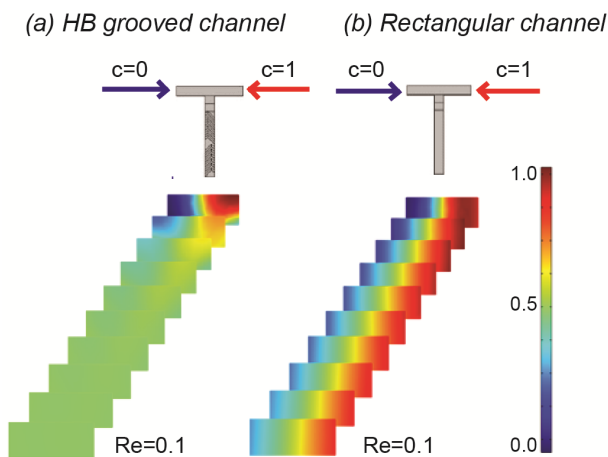 (a) HB grooved channel
(b) Rectangular channel
c=0
c=1
c=0
c=1
1.0
0.5
0.0
Re=0.1
Re=0.1